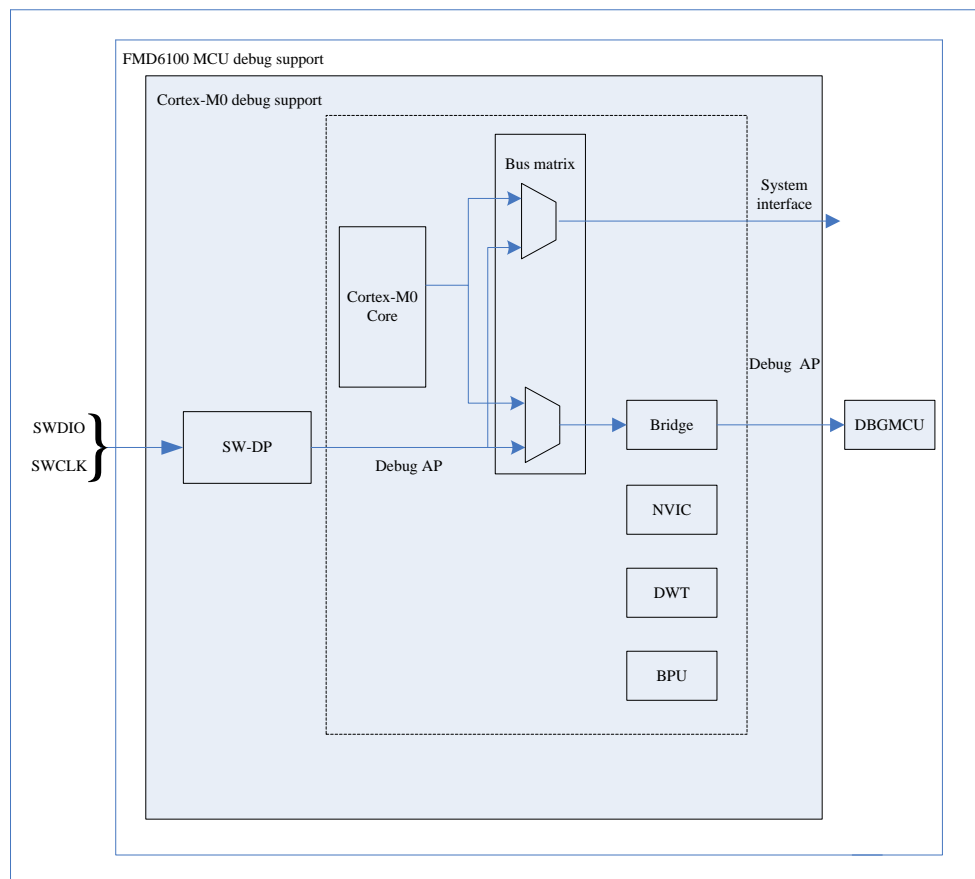 FMD6100 MCU debug support
Cortex-M0 debug support
Bus matrix
System
interface
Cortex-M0
Core
Debug AP
SWDIO
SWCLK
SW-DP
Debug AP
Bridge
DBGMCU
NVIC
DWT
BPU